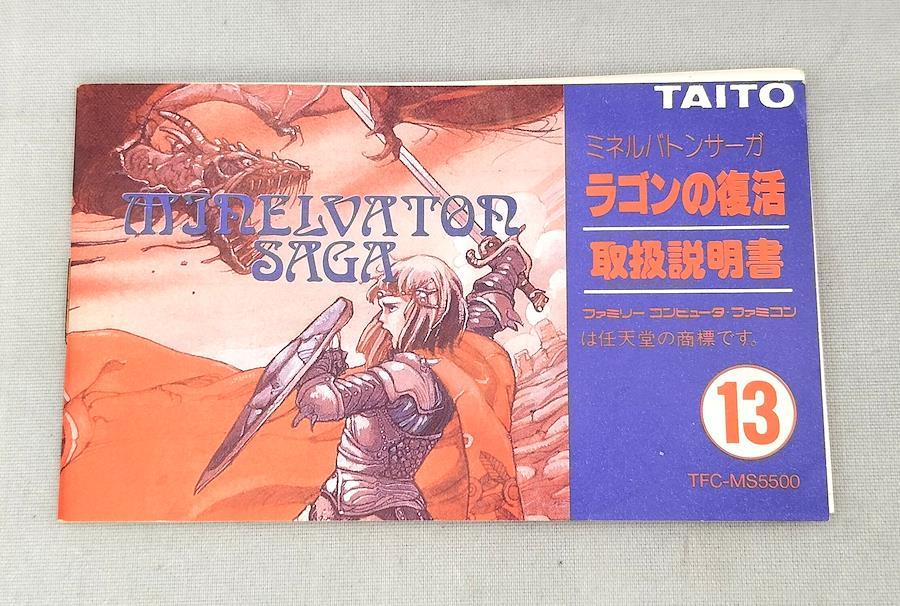 TAITO
MINELVATON
SAGA
ミネルバトンサーガ
ラゴンの復活
取扱説明書
ファミリー コンピュータ・ファミコン
は任天堂の商標です。
13
TFC-MS5500